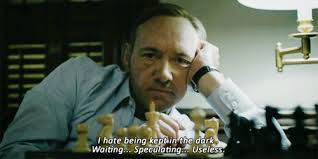 I hate being kept in the dark.
Waiting... Speculating... Useless.